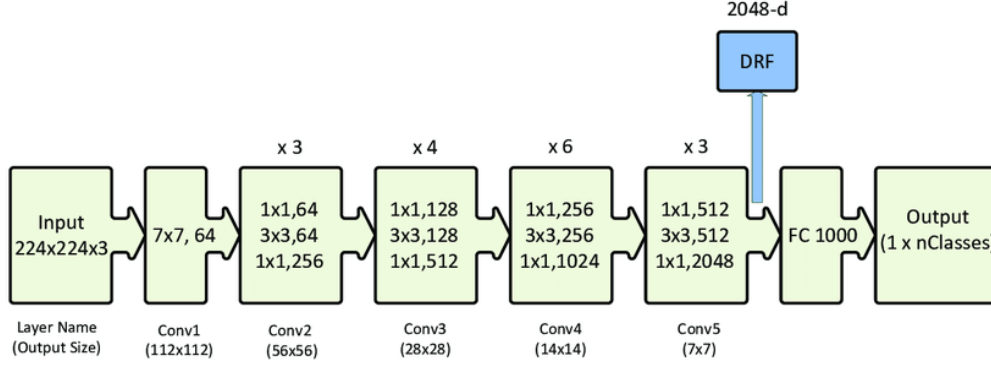 2048-d
DRF
x 3
x 4
x 6
x 3
Input
224x224x3
7x7, 64
1x1,64
3x3,64
1x1,256
1x1,128
3x3,128
1x1,512
1x1,256
3x3,256
1x1,1024
1x1,512
3x3,512
1x1,2048
FC 1000
Output
(1 x nClasses)
Layer Name
(Output Size)
Conv1
(112x112)
Conv2
(56x56)
Conv3
(28x28)
Conv4
(14x14)
Conv5
(7x7)